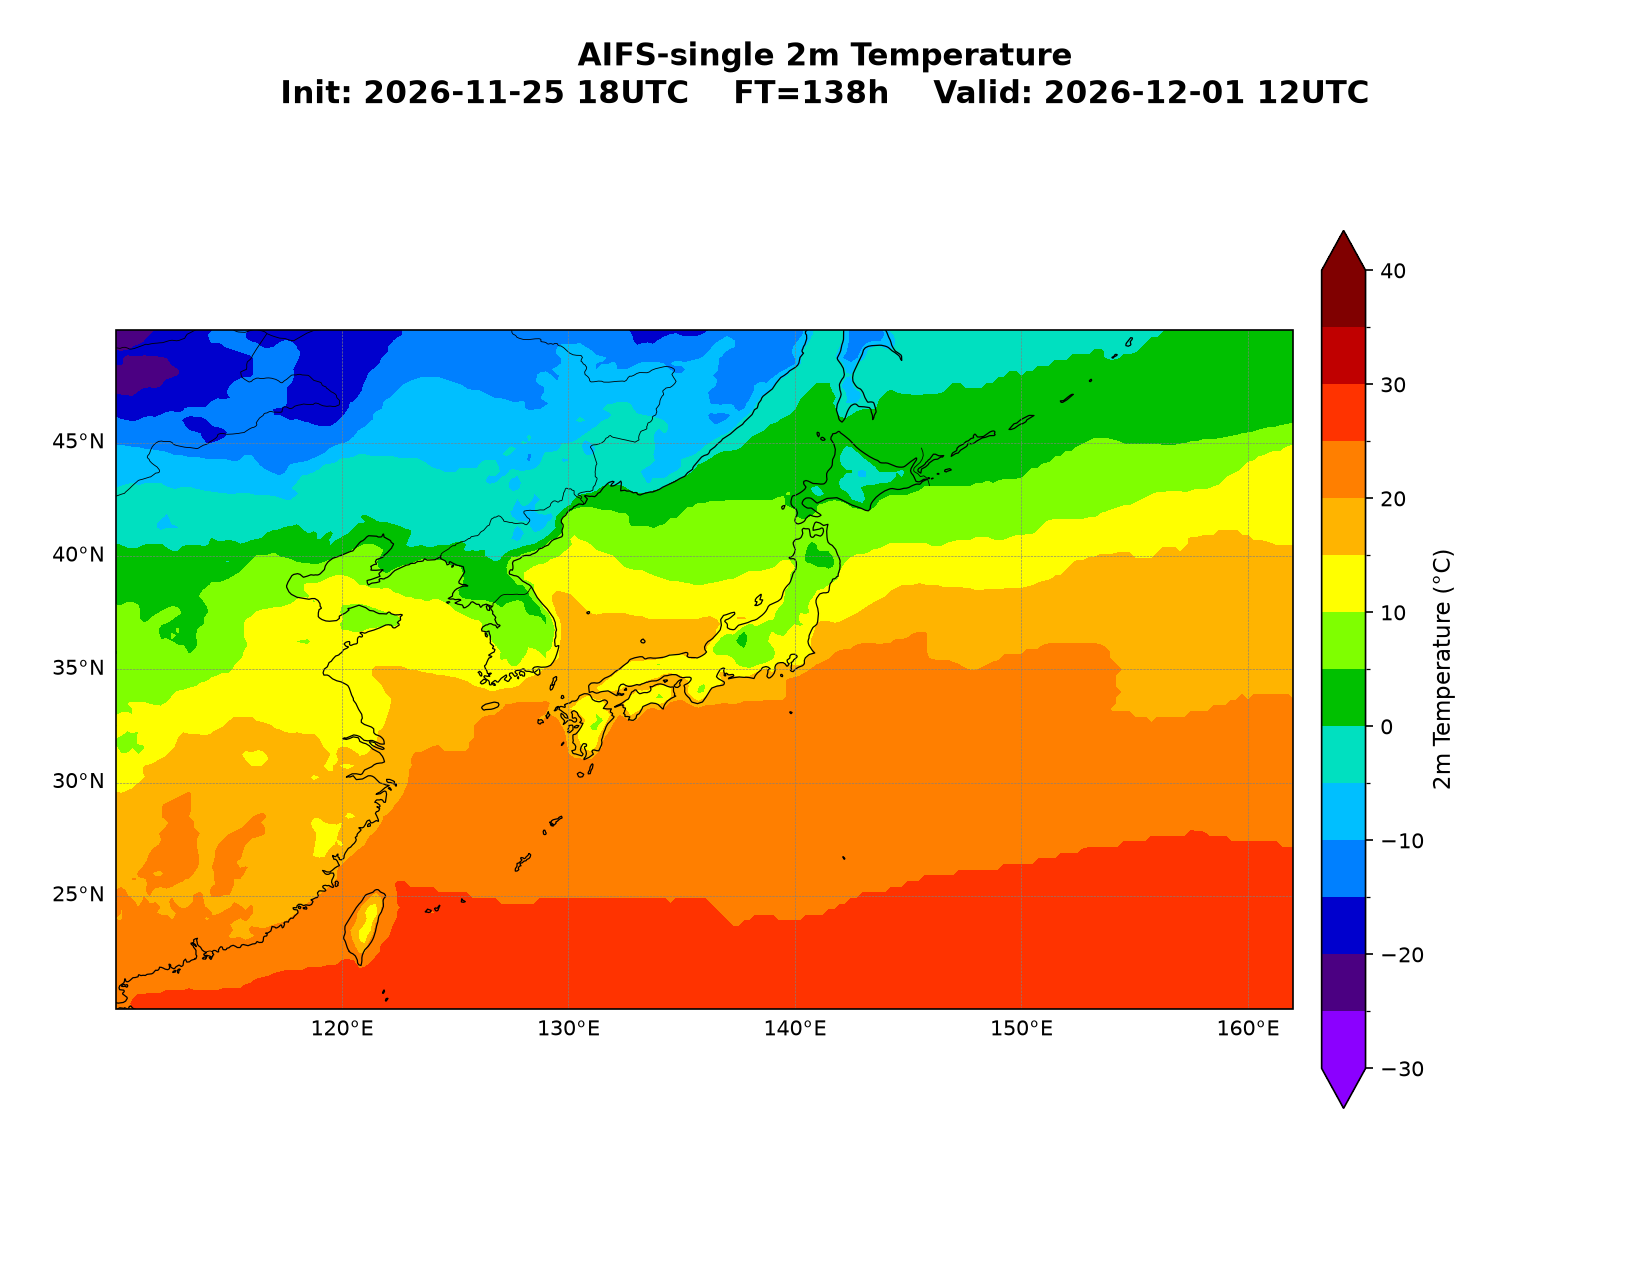 AIFS-single 2m Temperature
Init: 2026-11-25 18UTC    FT=138h    Valid: 2026-12-01 12UTC
45°N
40°N
35°N
30°N
25°N
120°E
130°E
140°E
150°E
160°E
40
30
20
10
0
−10
−20
−30
2m Temperature (°C)